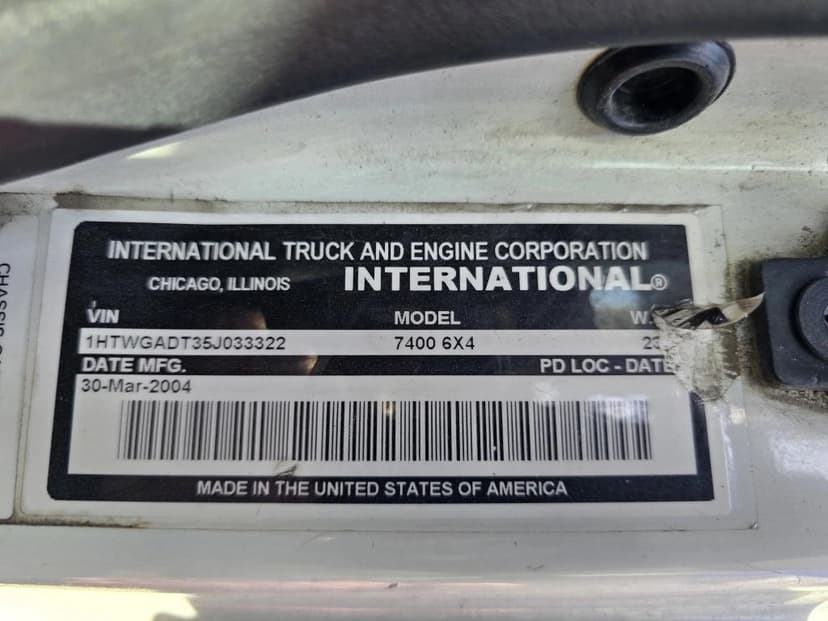 INTERNATIONAL TRUCK AND ENGINE CORPORATION
CHICAGO, ILLINOIS INTERNATIONAL®
VIN MODEL
1HTWGADT35J033322 7400 6X4
DATE MFG. PD LOC - DATE
30-Mar-2004
MADE IN THE UNITED STATES OF AMERICA
CHASSIS